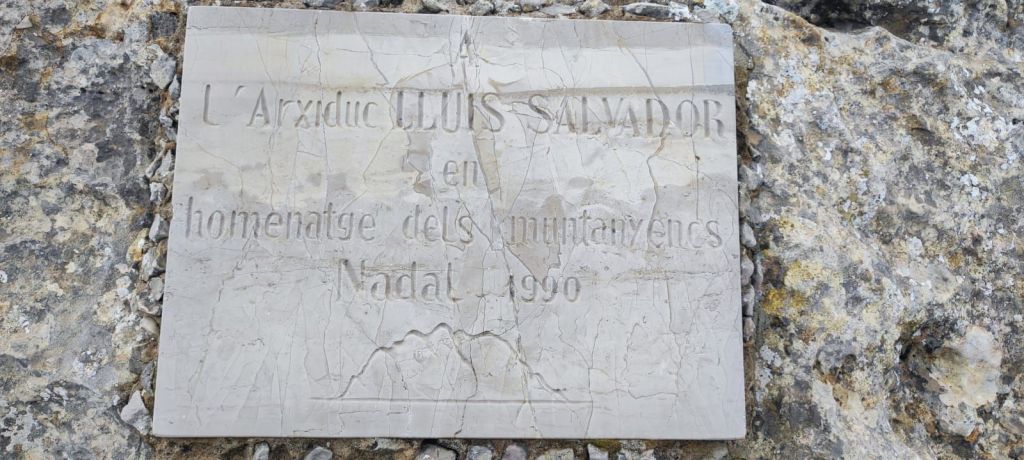 A
L'Arxiduc LLUIS SALVADOR
en
homenatge dels muntanyencs
Nadal 1990